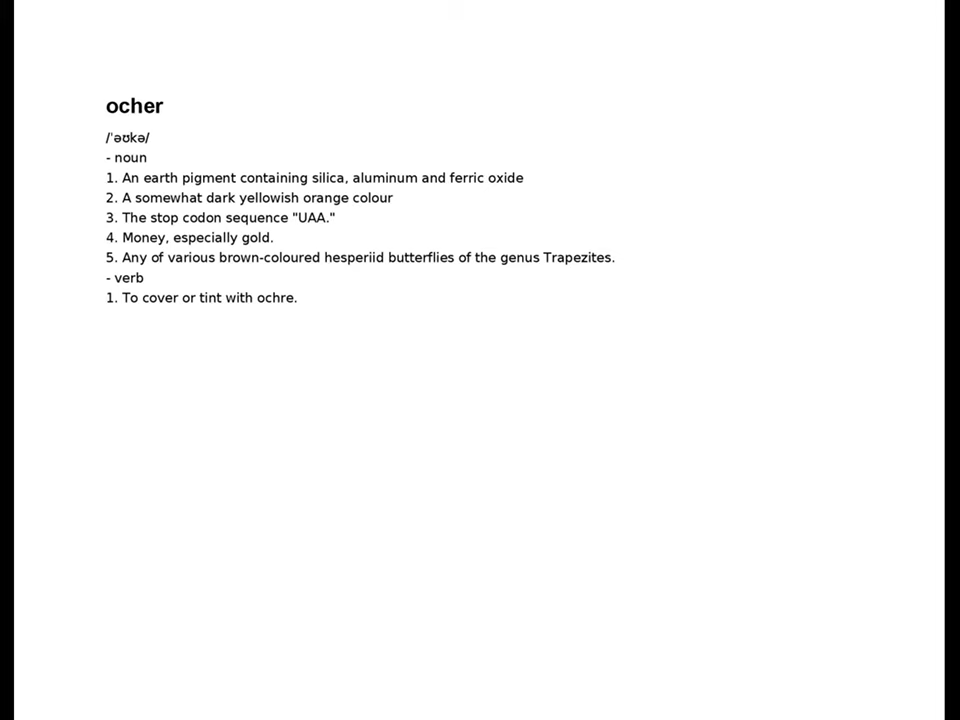 ocher
/ˈəʊkə/
- noun
1. An earth pigment containing silica, aluminum and ferric oxide
2. A somewhat dark yellowish orange colour
3. The stop codon sequence "UAA."
4. Money, especially gold.
5. Any of various brown-coloured hesperiid butterflies of the genus Trapezites.
- verb
1. To cover or tint with ochre.